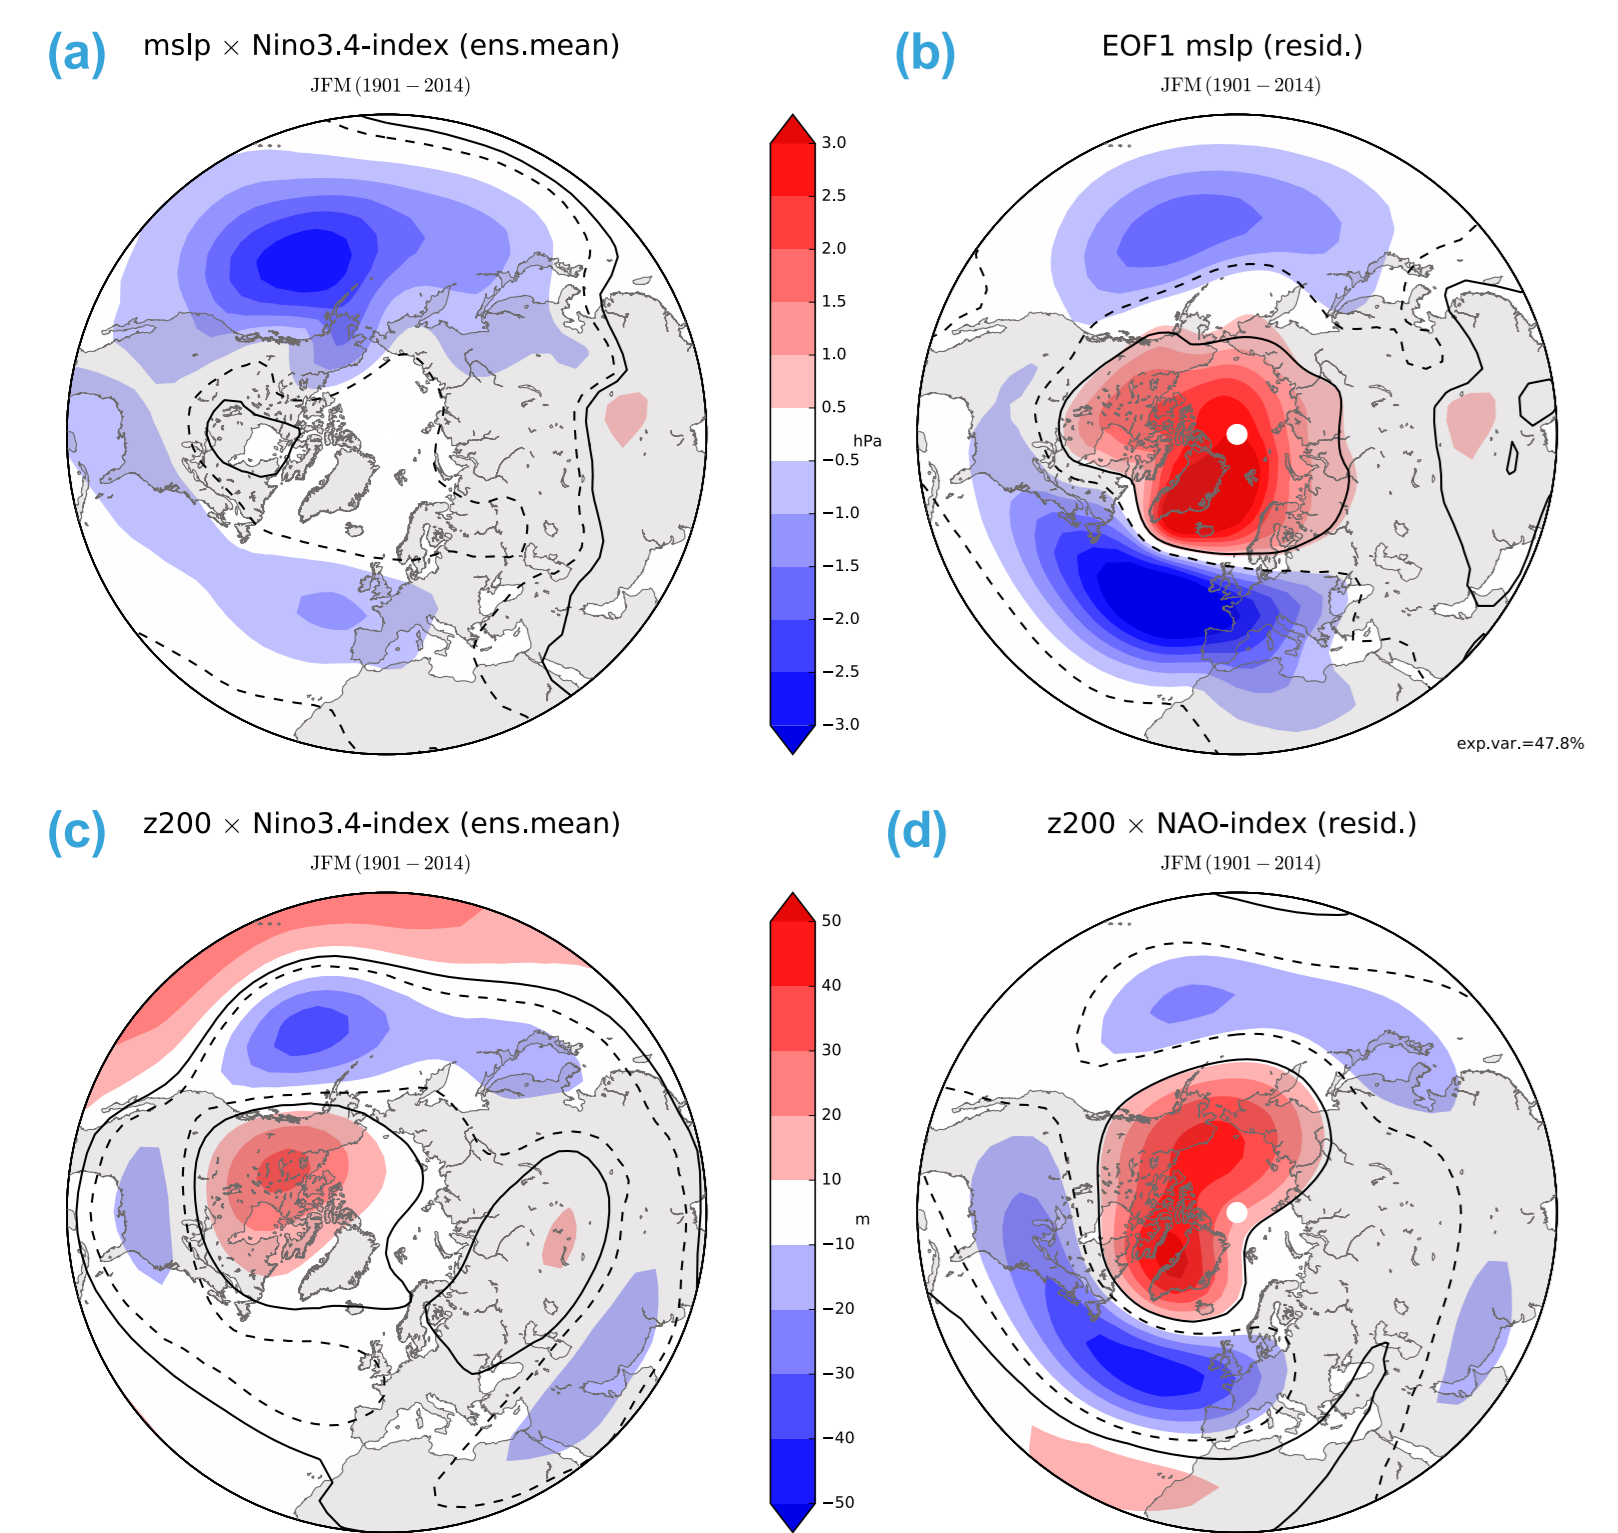 (a) mslp × Nino3.4-index (ens.mean)
JFM (1901 – 2014)
(b) EOF1 mslp (resid.)
JFM (1901 – 2014)
3.0
2.5
2.0
1.5
1.0
0.5
hPa
−0.5
−1.0
−1.5
−2.0
−2.5
−3.0
exp.var.=47.8%
(c) z200 × Nino3.4-index (ens.mean)
JFM (1901 – 2014)
(d) z200 × NAO-index (resid.)
JFM (1901 – 2014)
50
40
30
20
10
m
−10
−20
−30
−40
−50